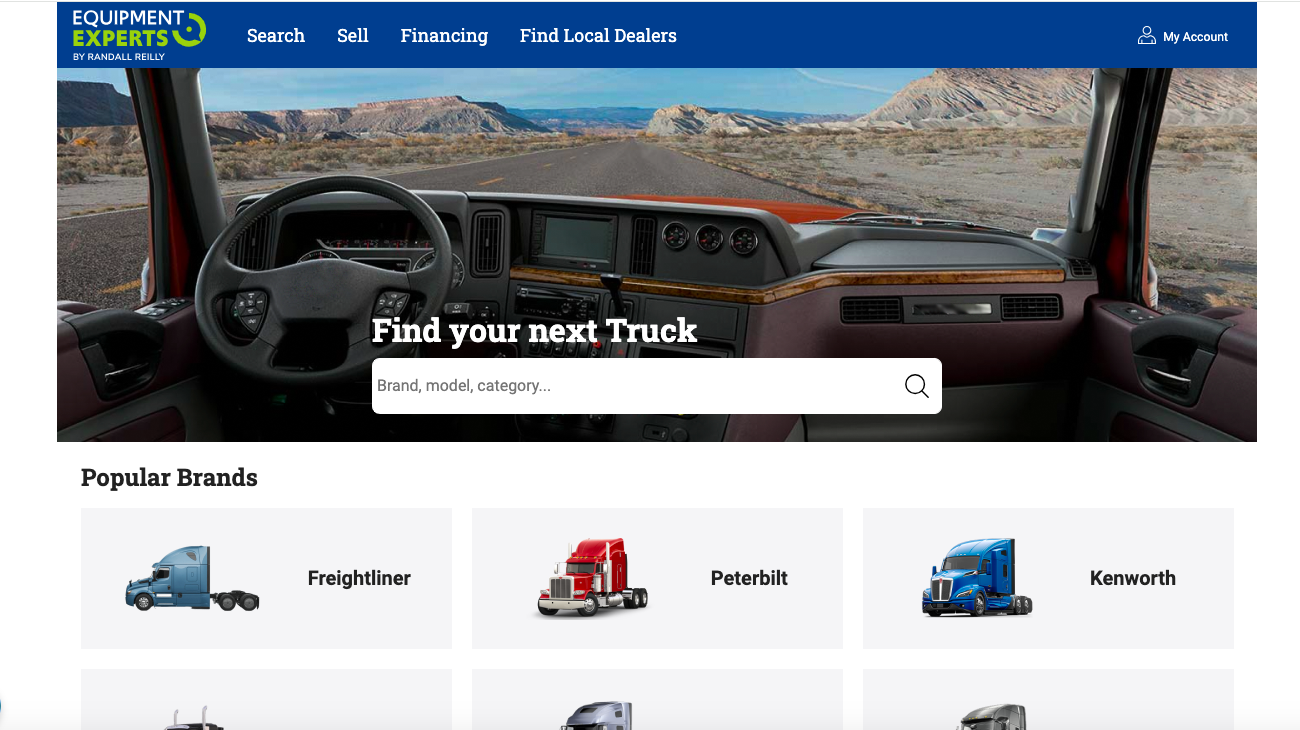 EQUIPMENT
EXPERTS
BY RANDALL REILLY
Search
Sell
Financing
Find Local Dealers
My Account
Find your next Truck
Brand, model, category...
Popular Brands
Freightliner
Peterbilt
Kenworth